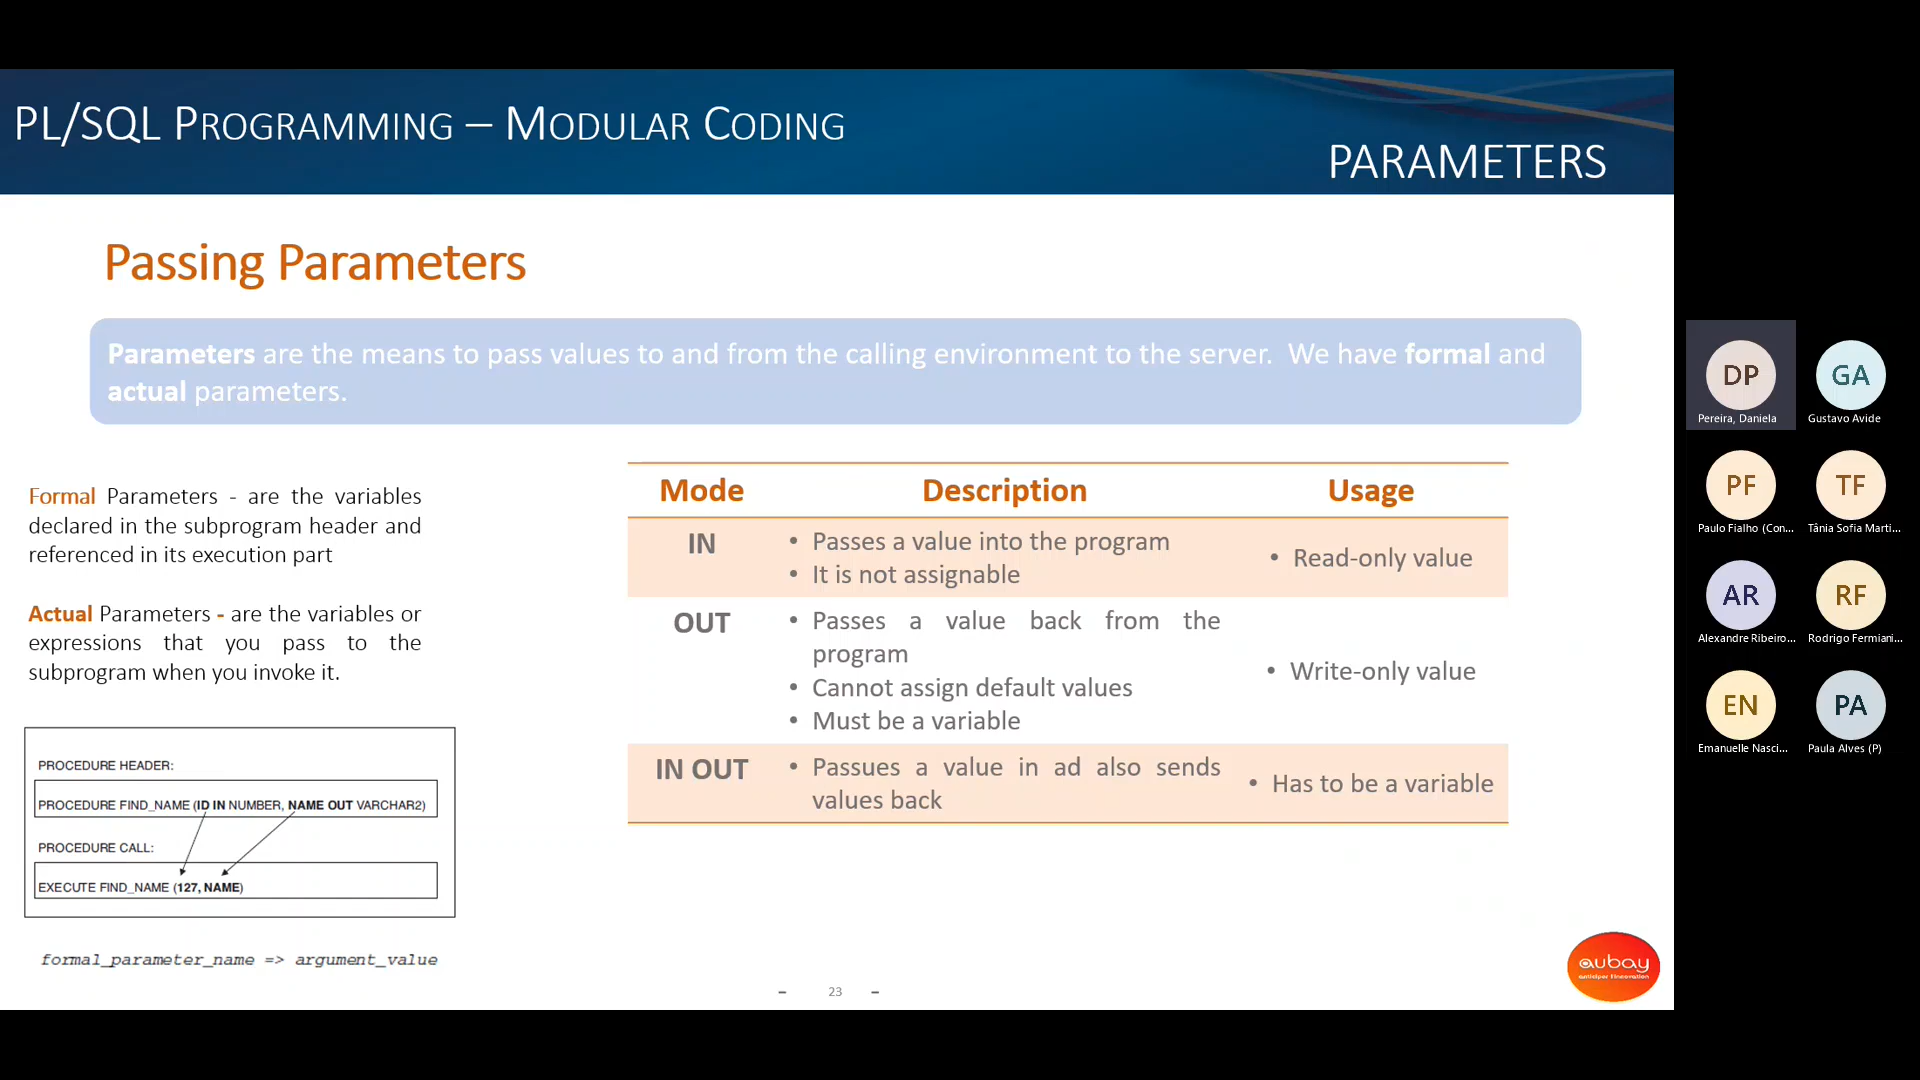 PL/SQL PROGRAMMING – MODULAR CODING
PARAMETERS
Passing Parameters
Parameters are the means to pass values to and from the calling environment to the server. We have formal and
actual parameters.
Formal Parameters - are the variables
declared in the subprogram header and
referenced in its execution part
Actual Parameters - are the variables or
expressions that you pass to the
subprogram when you invoke it.
PROCEDURE HEADER:
PROCEDURE FIND_NAME (ID IN NUMBER, NAME OUT VARCHAR2)
PROCEDURE CALL:
EXECUTE FIND_NAME (127, NAME)
formal_parameter_name => argument_value
Mode Description Usage
IN
• Passes a value into the program
• It is not assignable
• Read-only value
OUT
• Passes a value back from the
program
• Cannot assign default values
• Must be a variable
• Write-only value
IN OUT
• Passues a value in ad also sends
values back
• Has to be a variable
– 23 –
aubay
anticiper l'innovation
DP GA
Pereira, Daniela Gustavo Avide
PF TF
Paulo Fialho (Con... Tânia Sofia Marti...
AR RF
Alexandre Ribeiro... Rodrigo Fermiani...
EN PA
Emanuelle Nasci... Paula Alves (P)